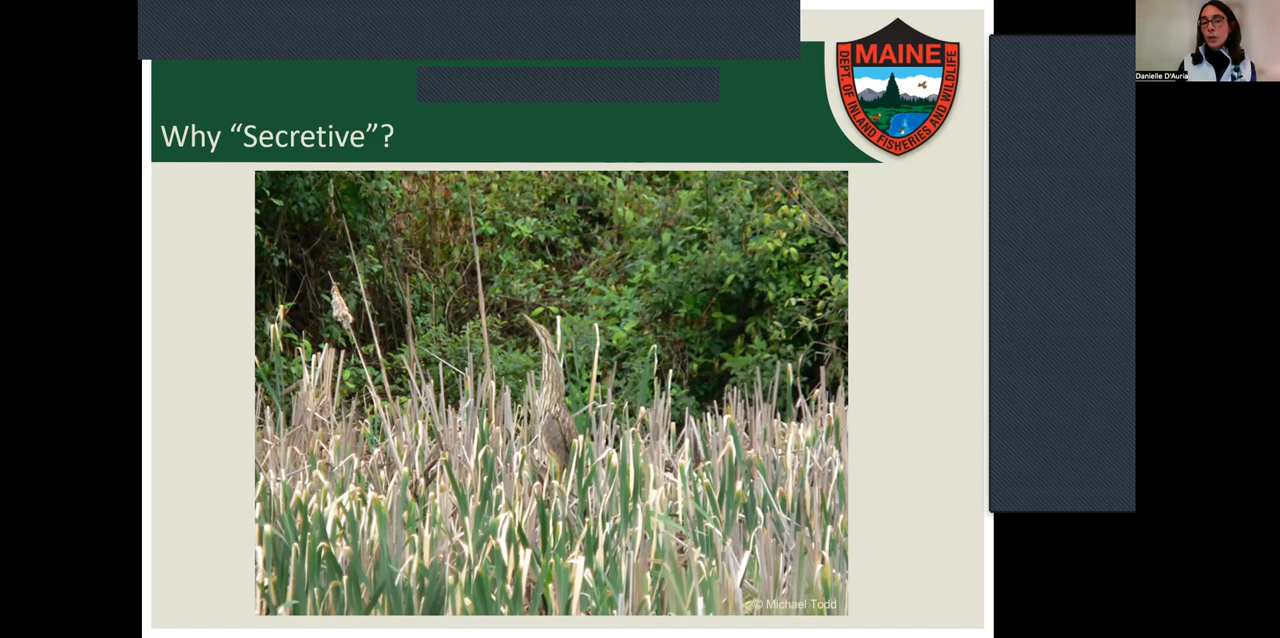 MAINE
DEPT. OF INLAND FISHERIES AND WILDLIFE
Danielle D'Auria
Why “Secretive”?
© Michael Todd